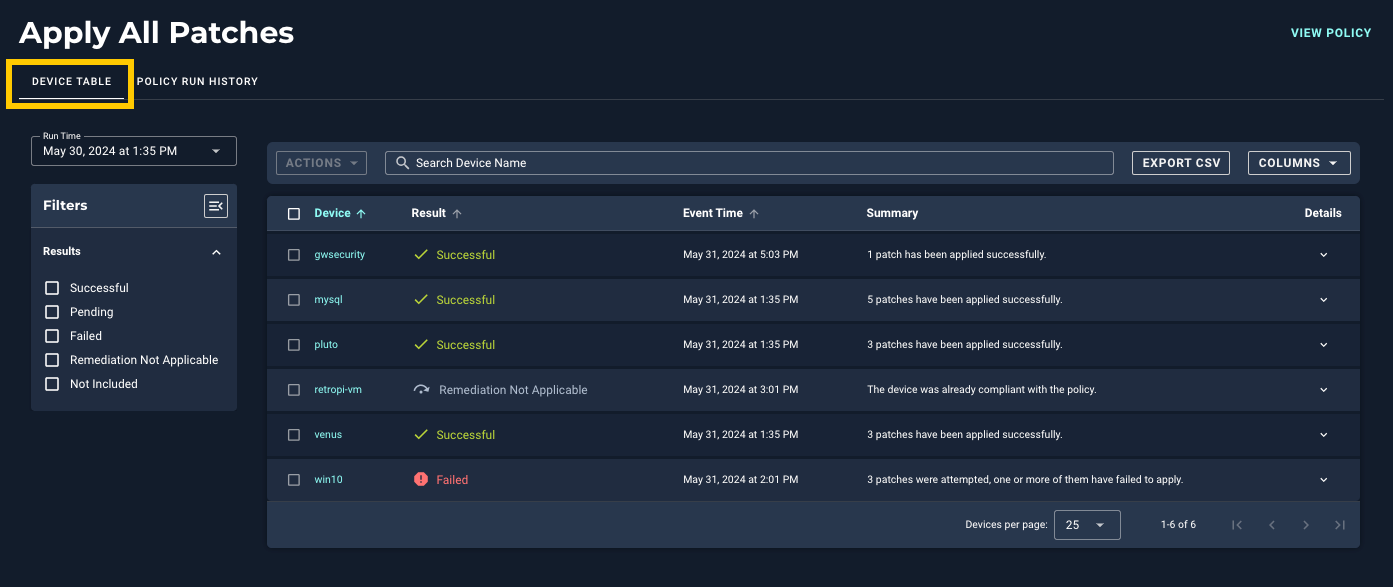 Apply All Patches
VIEW POLICY
DEVICE TABLE
POLICY RUN HISTORY
Run Time
May 30, 2024 at 1:35 PM
Filters
Results
Successful
Pending
Failed
Remediation Not Applicable
Not Included
ACTIONS
Search Device Name
EXPORT CSV
COLUMNS
Device Result Event Time Summary Details
gwsecurity Successful May 31, 2024 at 5:03 PM 1 patch has been applied successfully.
mysql Successful May 31, 2024 at 1:35 PM 5 patches have been applied successfully.
pluto Successful May 31, 2024 at 1:35 PM 3 patches have been applied successfully.
retropi-vm Remediation Not Applicable May 31, 2024 at 3:01 PM The device was already compliant with the policy.
venus Successful May 31, 2024 at 1:35 PM 3 patches have been applied successfully.
win10 Failed May 31, 2024 at 2:01 PM 3 patches were attempted, one or more of them have failed to apply.
Devices per page: 25 1-6 of 6